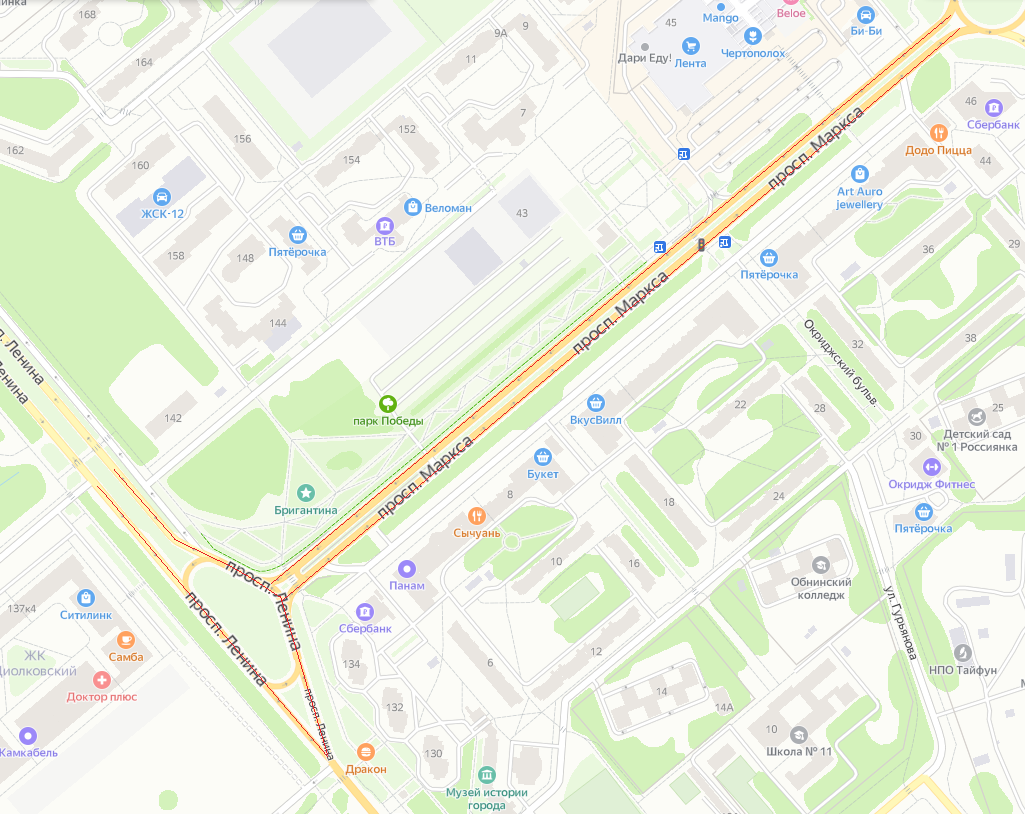 168
164
9А
9
11
45
Mango
Beloe
Би-Би
Дари Еду!
Лента
Чертополох
46
Сбербанк
Додо Пицца
44
7
152
156
154
162
160
ЖСК-12
просп. Маркса
Art Auro
jewellery
Веломан
43
ВТБ
Пятёрочка
158
148
36
29
Пятёрочка
просп. Маркса
144
38
32
Окриджский бульв.
142
парк Победы
ВкусВилл
22
28
25
Детский сад
№ 1 Россиянка
30
просп. Маркса
Букет
Окридж Фитнес
8
Бригантина
24
18
Пятёрочка
Сычуань
10
16
Обнинский
колледж
просп. Ленина
Панам
137к4
Ситилинк
Сбербанк
просп. Ленина
ул. Гурьянова
Самба
ЖК
134
6
12
НПО Тайфун
Доктор плюс
132
14
14А
просп. Ленина
10
Школа № 11
Камкабель
130
Дракон
Музей истории
города